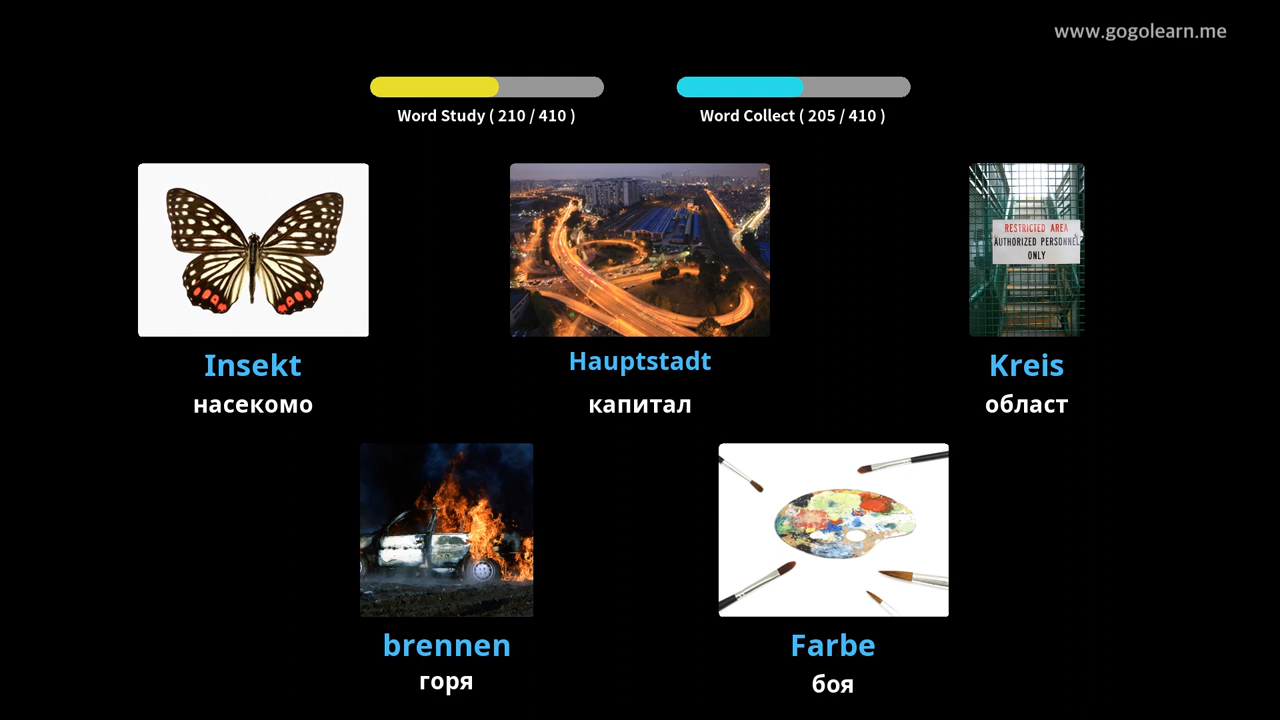 www.gogolearn.me
Word Study ( 210 / 410 )
Word Collect ( 205 / 410 )
RESTRICTED AREA
AUTHORIZED PERSONNEL
ONLY
Insekt
Hauptstadt
Kreis
насекомо
капитал
област
brennen
Farbe
горя
боя